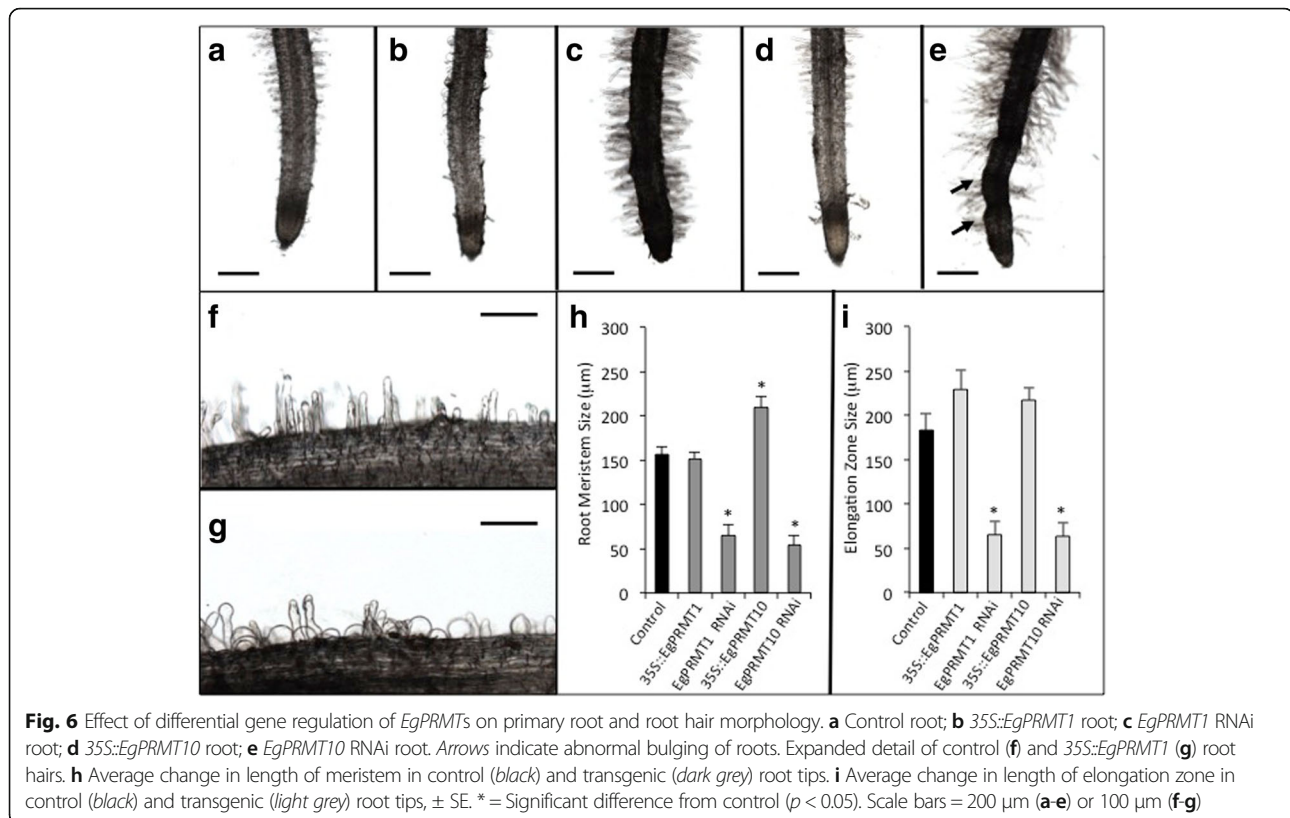 a b c d e
f
g
h
Root Meristem Size (µm)
300
250
200
150
100
50
0
* * *
Control
35S::EgPRMT1
EgPRMT1 RNAi
35S::EgPRMT10
EgPRMT10 RNAi
i
Elongation Zone Size (µm)
300
250
200
150
100
50
0
* *
Control
35S::EgPRMT1
EgPRMT1 RNAi
35S::EgPRMT10
EgPRMT10 RNAi
Fig. 6 Effect of differential gene regulation of EgPRMTs on primary root and root hair morphology. a Control root; b 35S::EgPRMT1 root; c EgPRMT1 RNAi
root; d 35S::EgPRMT10 root; e EgPRMT10 RNAi root. Arrows indicate abnormal bulging of roots. Expanded detail of control (f) and 35S::EgPRMT1 (g) root
hairs. h Average change in length of meristem in control (black) and transgenic (dark grey) root tips. i Average change in length of elongation zone in
control (black) and transgenic (light grey) root tips, ± SE. * = Significant difference from control (p < 0.05). Scale bars = 200 µm (a-e) or 100 µm (f-g)